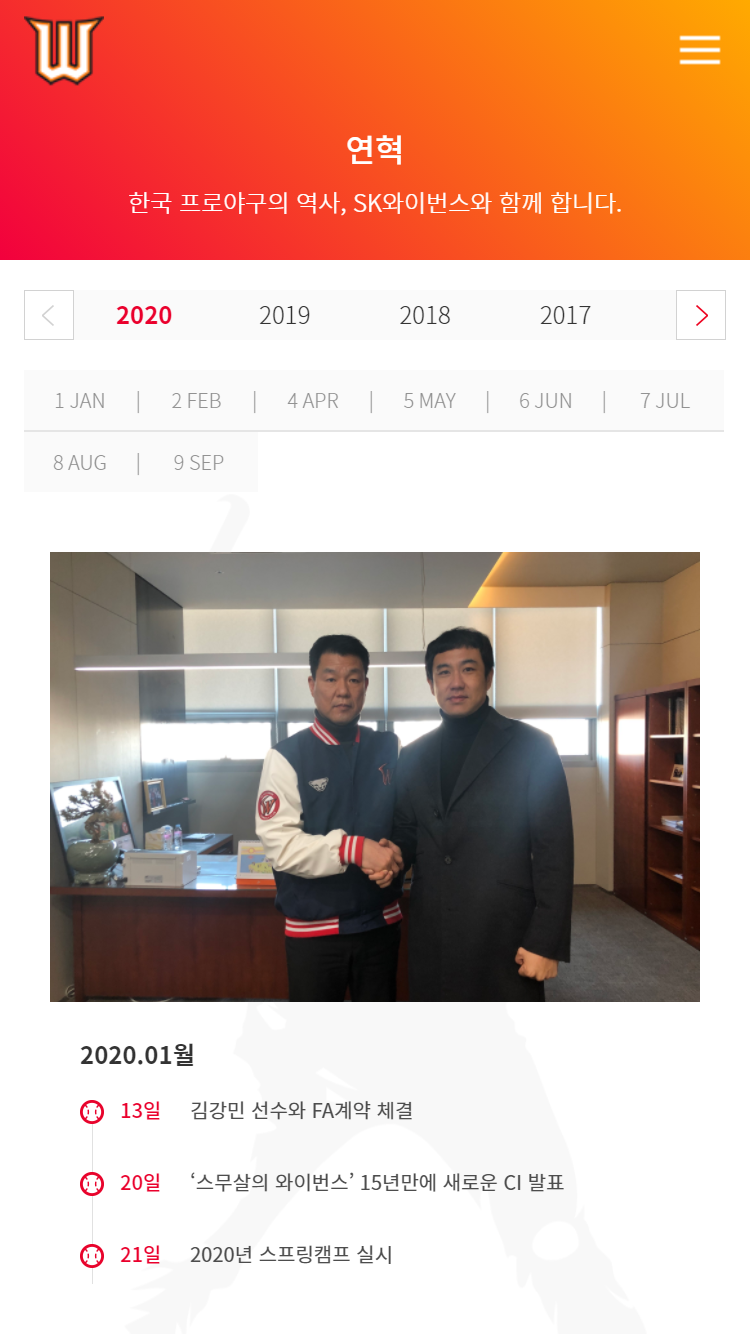 W
연혁
한국 프로야구의 역사, SK와이번스와 함께 합니다.
2020 2019 2018 2017
1 JAN | 2 FEB | 4 APR | 5 MAY | 6 JUN | 7 JUL
8 AUG | 9 SEP
2020.01월
13일 김강민 선수와 FA계약 체결
20일 ‘스무살의 와이번스’ 15년만에 새로운 CI 발표
21일 2020년 스프링캠프 실시